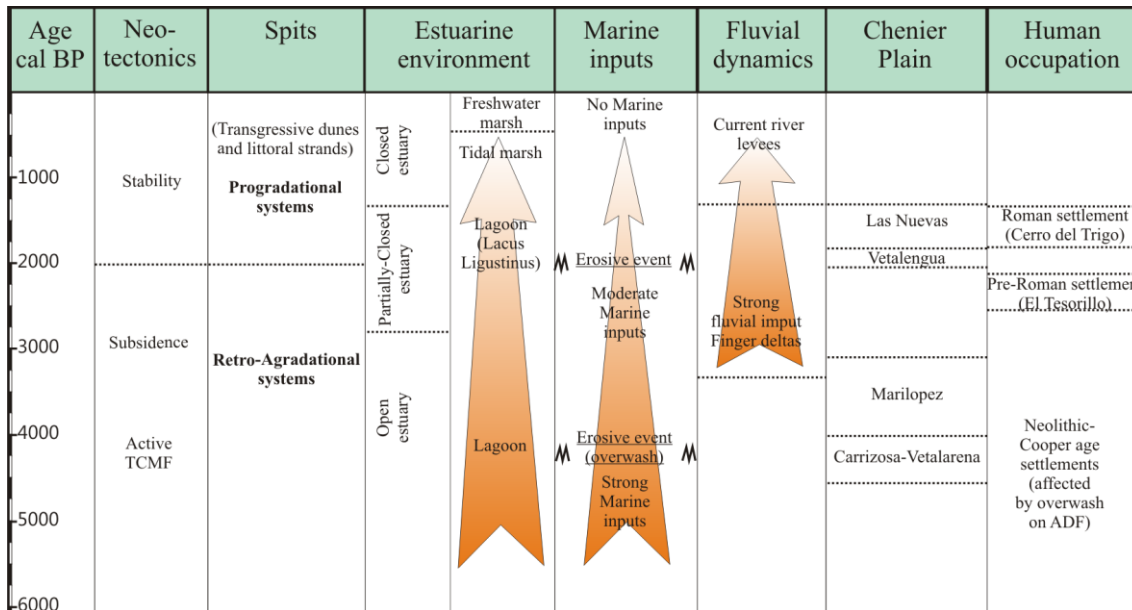 Age
cal BP
Neo-
tectonics
Spits
Estuarine
environment
Marine
inputs
Fluvial
dynamics
Chenier
Plain
Human
occupation
1000
2000
3000
4000
5000
6000
Stability
Subsidence
Active
TCMF
(Transgressive dunes
and littoral strands)
Progradational
systems
Retro-Agradational
systems
Closed
estuary
Partially-Closed
estuary
Open
estuary
Freshwater
marsh
Tidal marsh
Lagoon
(Lacus
Ligustinus)
Lagoon
No Marine
inputs
Erosive event
Moderate
Marine
inputs
Erosive event
(overwash)
Strong
Marine
inputs
Current river
levees
Strong
fluvial imput
Finger deltas
Las Nuevas
Vetalengua
Marilopez
Carrizosa-Vetalarena
Roman settlement
(Cerro del Trigo)
Pre-Roman settlement
(El Tesorillo)
Neolithic-
Cooper age
settlements
(affected
by overwash
on ADF)